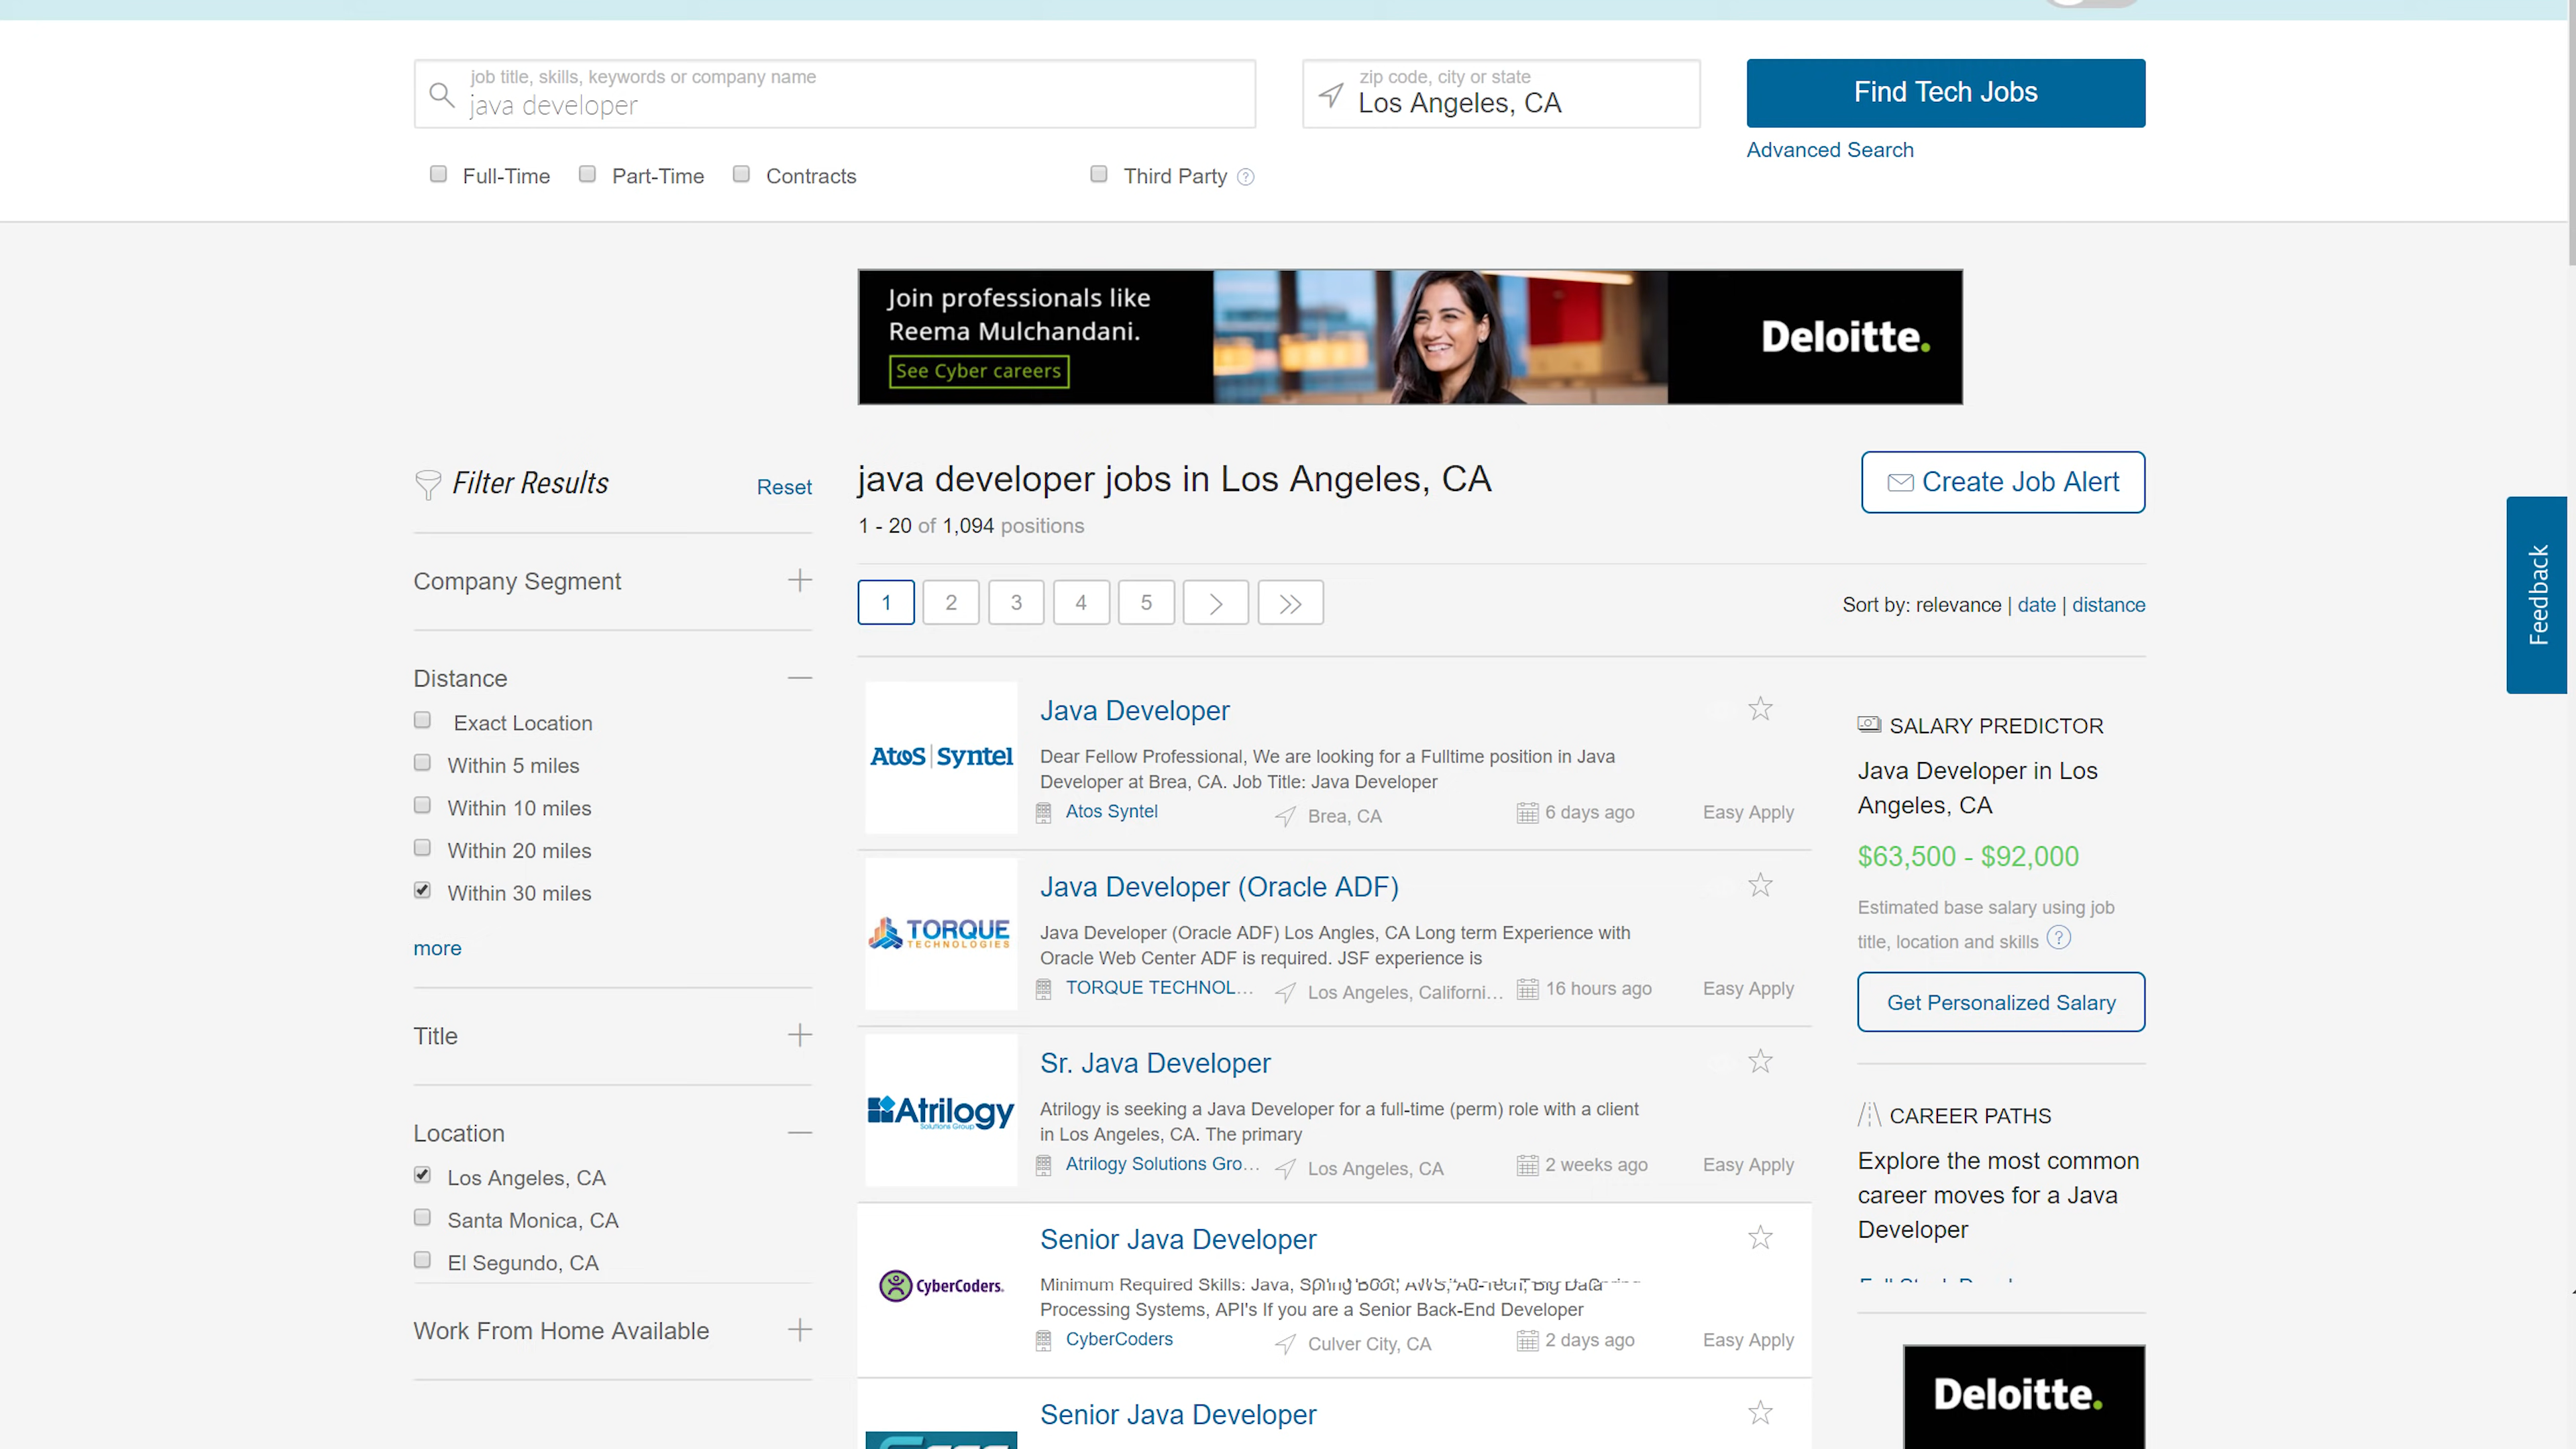 job title, skills, keywords or company name
java developer
zip code, city or state
Los Angeles, CA
Find Tech Jobs
Advanced Search
Full-Time
Part-Time
Contracts
Third Party ?
Join professionals like
Reema Mulchandani.
See Cyber careers
Deloitte.
Filter Results
Reset
Company Segment
Distance
Exact Location
Within 5 miles
Within 10 miles
Within 20 miles
Within 30 miles
more
Title
Location
Los Angeles, CA
Santa Monica, CA
El Segundo, CA
Work From Home Available
java developer jobs in Los Angeles, CA
1 - 20 of 1,094 positions
Create Job Alert
1 2 3 4 5
Sort by: relevance | date | distance
Atos Syntel
Java Developer
Dear Fellow Professional, We are looking for a Fulltime position in Java
Developer at Brea, CA. Job Title: Java Developer
Atos Syntel
Brea, CA
6 days ago
Easy Apply
TORQUE
TECHNOLOGIES
Java Developer (Oracle ADF)
Java Developer (Oracle ADF) Los Angles, CA Long term Experience with
Oracle Web Center ADF is required. JSF experience is
TORQUE TECHNOL...
Los Angeles, Californi...
16 hours ago
Easy Apply
Atrilogy
Solutions Group
Sr. Java Developer
Atrilogy is seeking a Java Developer for a full-time (perm) role with a client
in Los Angeles, CA. The primary
Atrilogy Solutions Gro...
Los Angeles, CA
2 weeks ago
Easy Apply
CyberCoders.
Senior Java Developer
Minimum Required Skills: Java, Spring Boot, AWS, Ad-Tech, Big Data
Processing Systems, API's If you are a Senior Back-End Developer
CyberCoders
Culver City, CA
2 days ago
Easy Apply
Senior Java Developer
SALARY PREDICTOR
Java Developer in Los
Angeles, CA
$63,500 - $92,000
Estimated base salary using job
title, location and skills ?
Get Personalized Salary
CAREER PATHS
Explore the most common
career moves for a Java
Developer
Deloitte.
Feedback